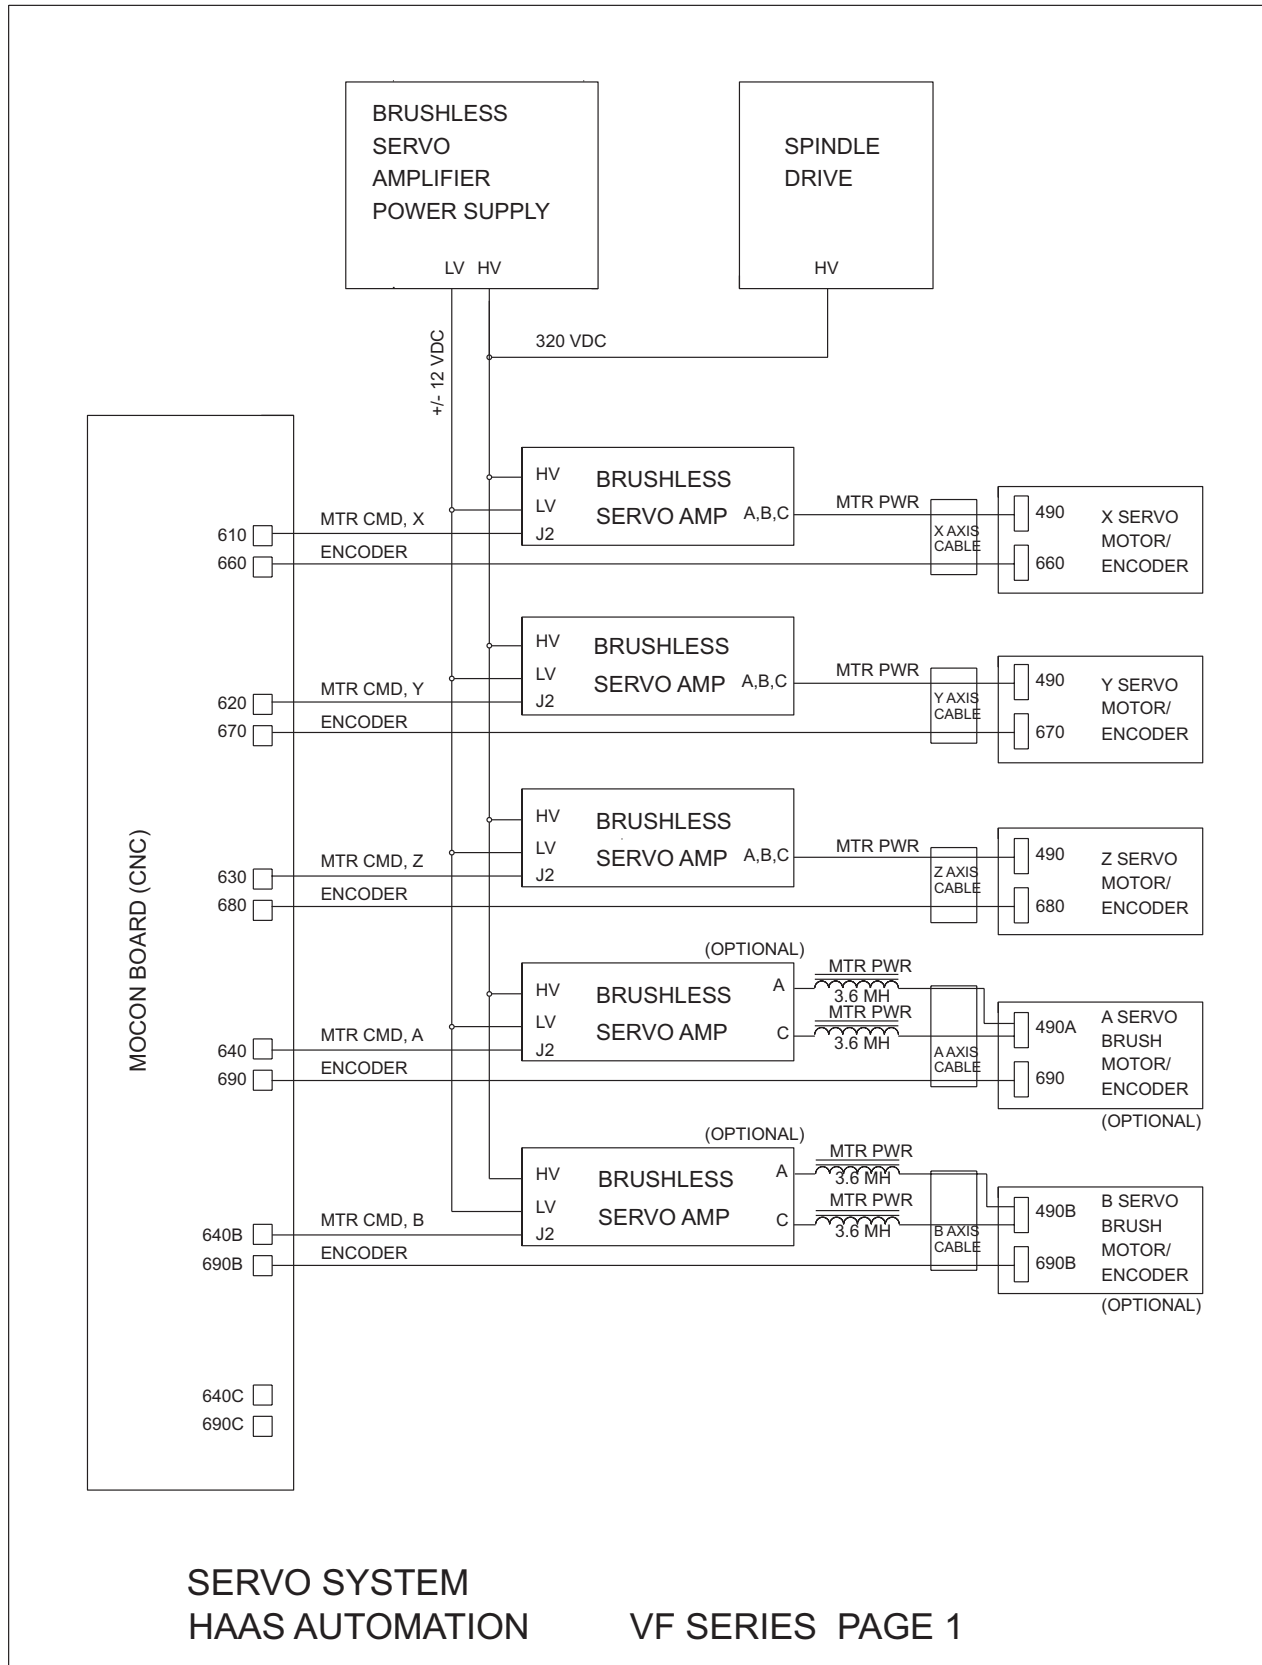 BRUSHLESS
SERVO
AMPLIFIER
POWER SUPPLY
LV HV
SPINDLE
DRIVE
HV
+/- 12 VDC
320 VDC
MOCON BOARD (CNC)
610
660
MTR CMD, X
ENCODER
HV
LV
J2
BRUSHLESS
SERVO AMP
A,B,C
MTR PWR
X AXIS
CABLE
490
660
X SERVO
MOTOR/
ENCODER
620
670
MTR CMD, Y
ENCODER
HV
LV
J2
BRUSHLESS
SERVO AMP
A,B,C
MTR PWR
Y AXIS
CABLE
490
670
Y SERVO
MOTOR/
ENCODER
630
680
MTR CMD, Z
ENCODER
HV
LV
J2
BRUSHLESS
SERVO AMP
A,B,C
MTR PWR
Z AXIS
CABLE
490
680
Z SERVO
MOTOR/
ENCODER
640
690
MTR CMD, A
ENCODER
(OPTIONAL)
HV
LV
J2
BRUSHLESS
SERVO AMP
A
C
MTR PWR
3.6 MH
MTR PWR
3.6 MH
A AXIS
CABLE
490A
690
A SERVO
BRUSH
MOTOR/
ENCODER
(OPTIONAL)
640B
690B
MTR CMD, B
ENCODER
(OPTIONAL)
HV
LV
J2
BRUSHLESS
SERVO AMP
A
C
MTR PWR
3.6 MH
MTR PWR
3.6 MH
B AXIS
CABLE
490B
690B
B SERVO
BRUSH
MOTOR/
ENCODER
(OPTIONAL)
640C
690C
SERVO SYSTEM
HAAS AUTOMATION VF SERIES PAGE 1